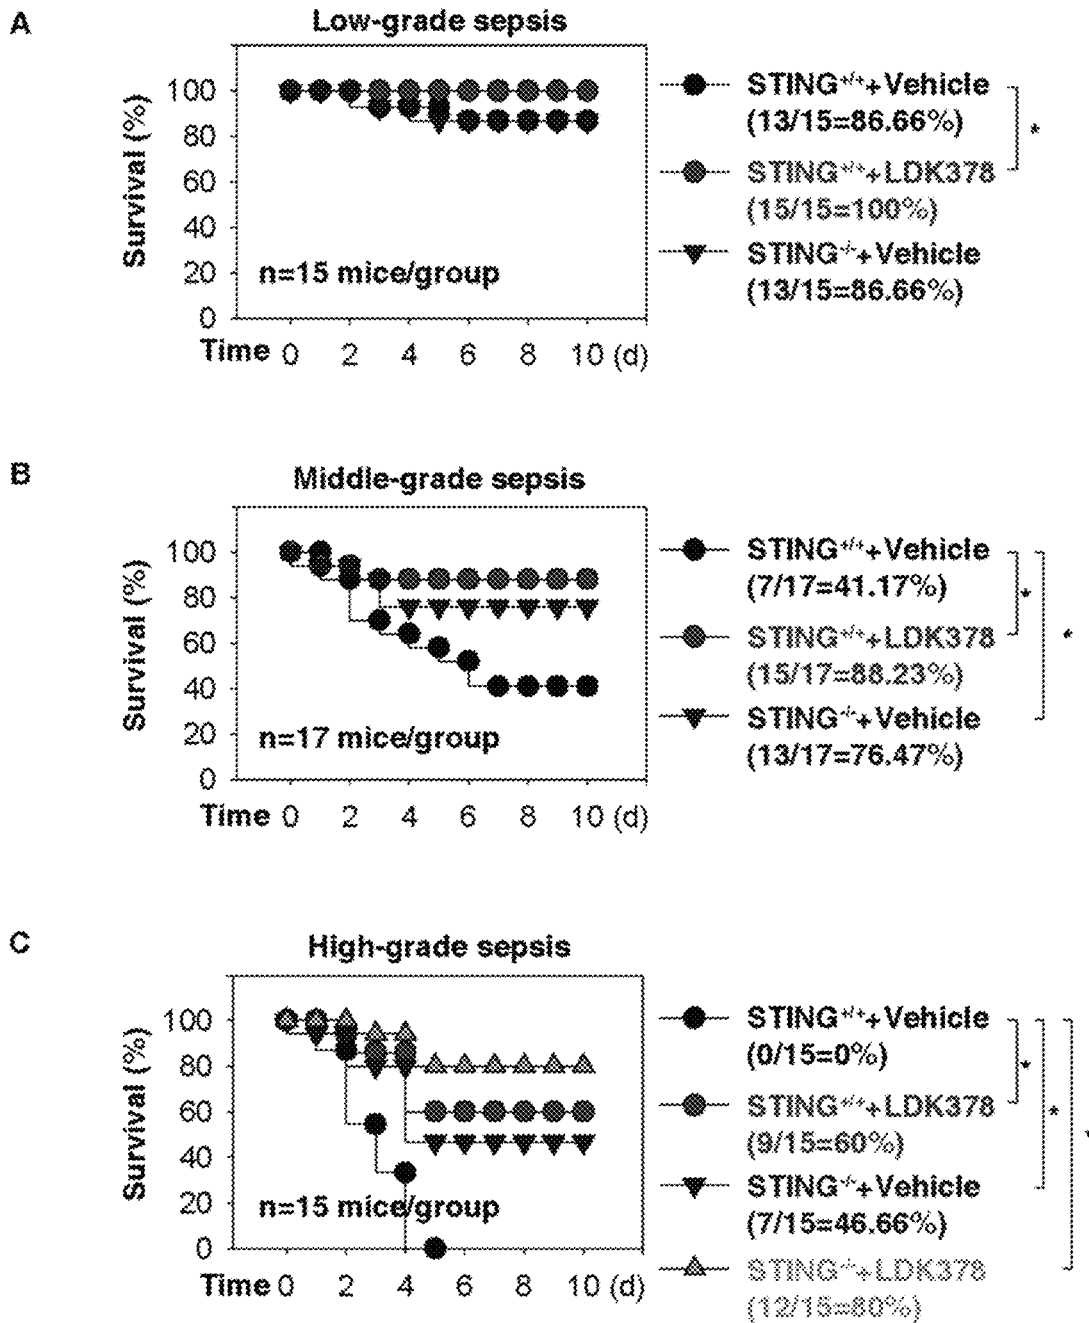 A
Low-grade sepsis
Survival (%)
100
80
60
40
20
0
n=15 mice/group
Time 0 2 4 6 8 10 (d)
STING+/++Vehicle
(13/15=86.66%)
STING+/++LDK378
(15/15=100%)
STING-/-+Vehicle
(13/15=86.66%)
*
B
Middle-grade sepsis
Survival (%)
100
80
60
40
20
0
n=17 mice/group
Time 0 2 4 6 8 10 (d)
STING+/++Vehicle
(7/17=41.17%)
STING+/++LDK378
(15/17=88.23%)
STING-/-+Vehicle
(13/17=76.47%)
*
*
C
High-grade sepsis
Survival (%)
100
80
60
40
20
0
n=15 mice/group
Time 0 2 4 6 8 10 (d)
STING+/++Vehicle
(0/15=0%)
STING+/++LDK378
(9/15=60%)
STING-/-+Vehicle
(7/15=46.66%)
STING-/-+LDK378
(12/15=80%)
*
*
*